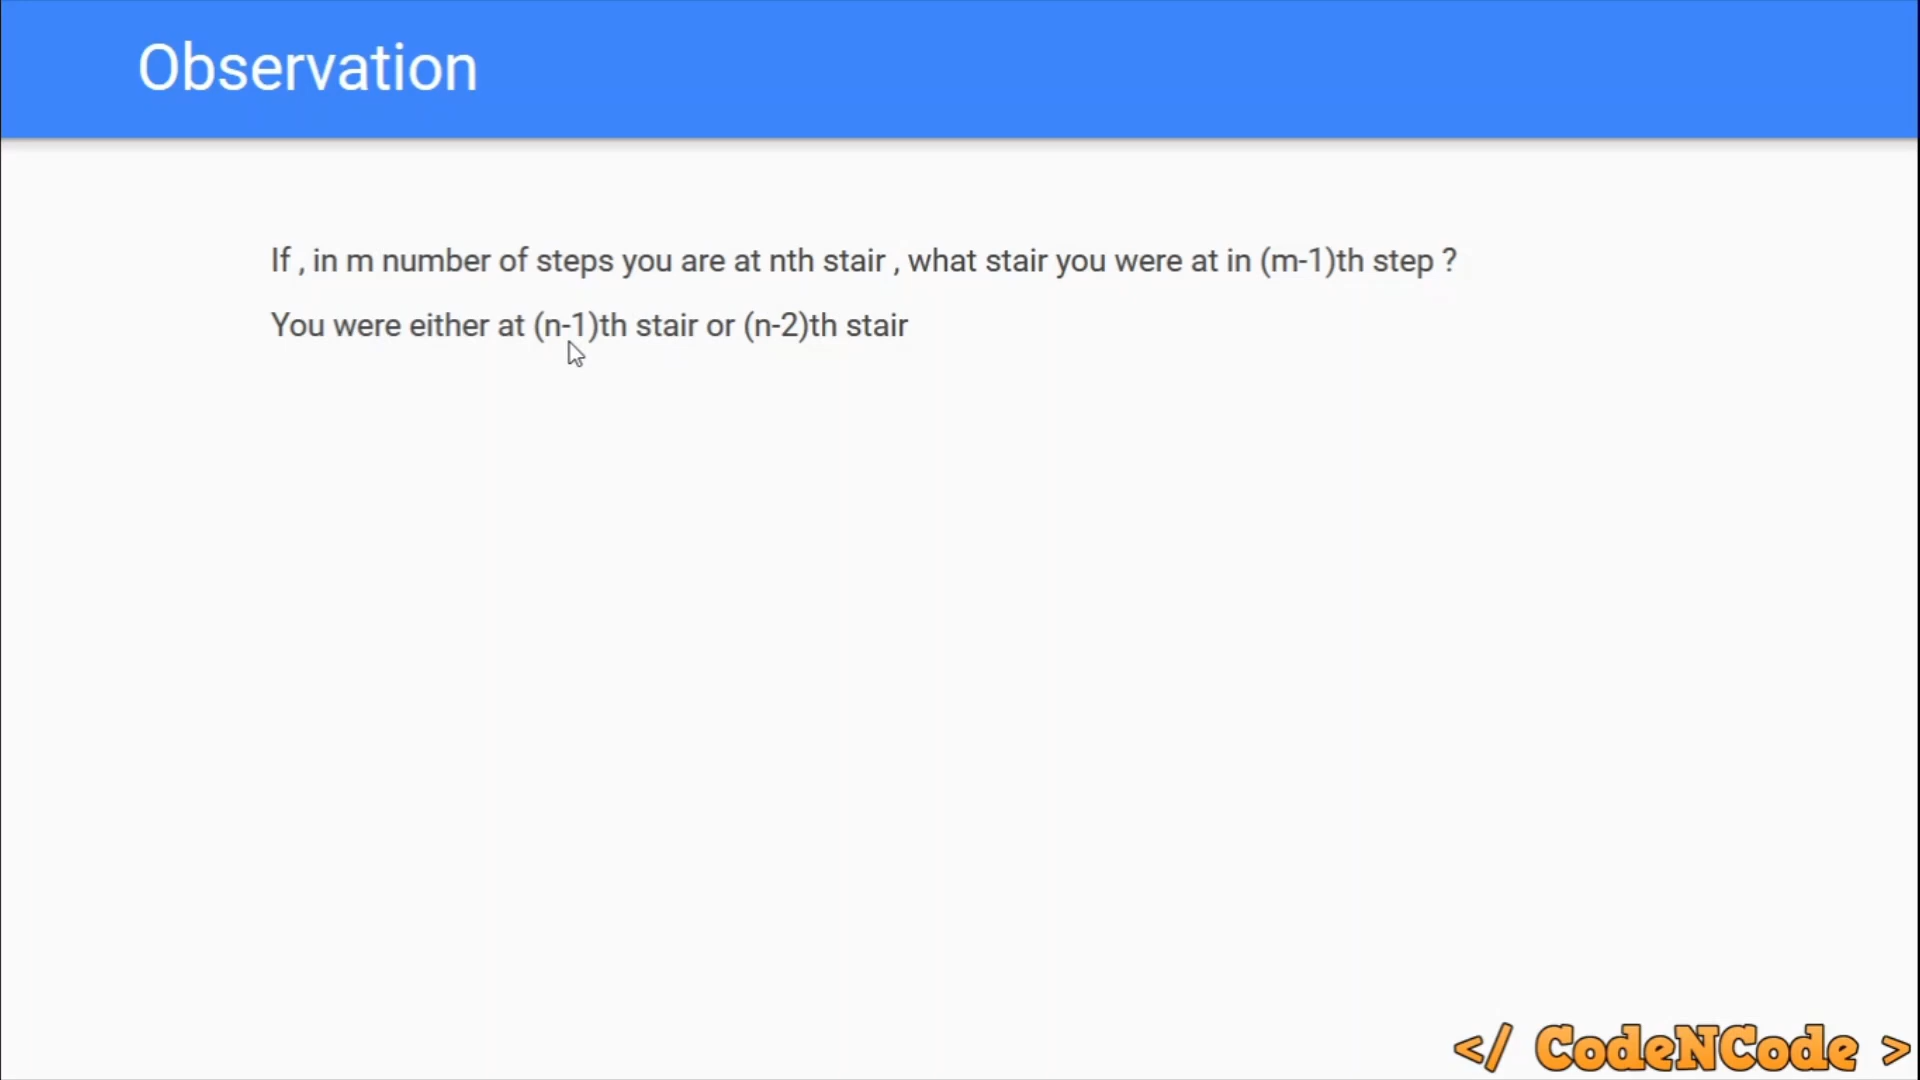 Observation
If , in m number of steps you are at nth stair , what stair you were at in (m-1)th step ?
You were either at (n-1)th stair or (n-2)th stair
</ CodeNCode >